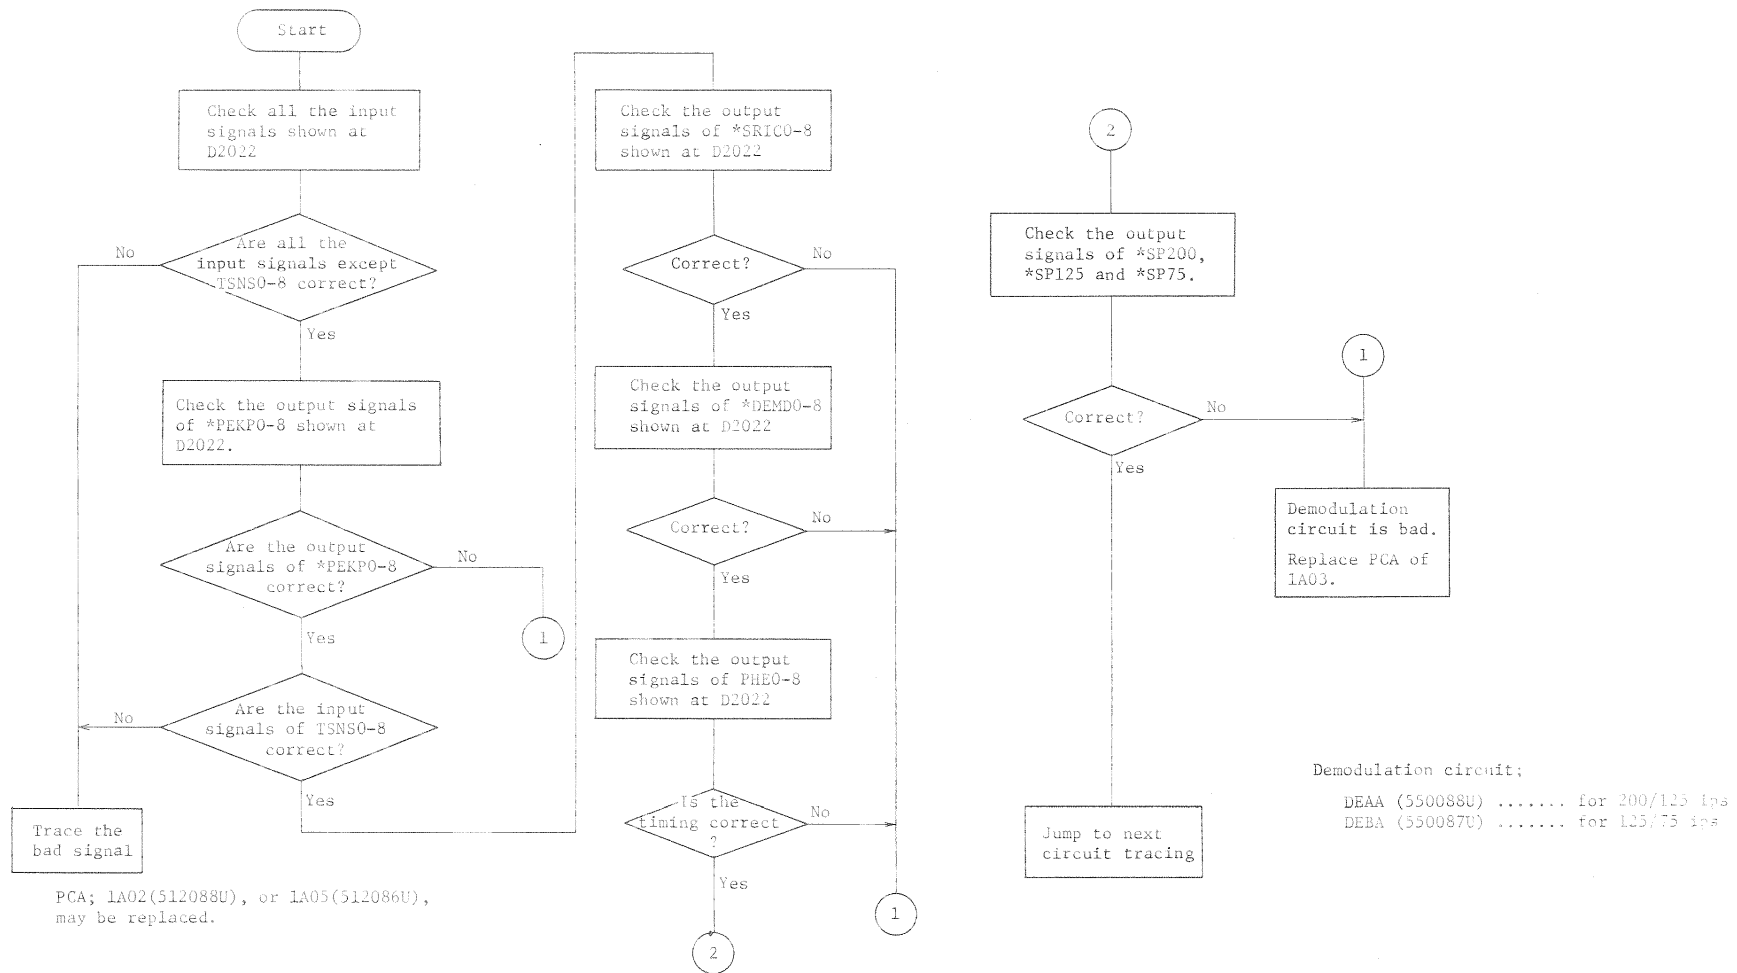 Start
Check all the input
signals shown at
D2022
Are all the
input signals except
TSNS0-8 correct?
No
Yes
Check the output signals
of *PEKP0-8 shown at
D2022.
Are the output
signals of *PEKP0-8
correct?
No
1
Yes
Are the input
signals of TSNS0-8
correct?
No
Yes
Trace the
bad signal
PCA; 1A02(512088U), or 1A05(512086U),
may be replaced.
Check the output
signals of *SRIC0-8
shown at D2022
Correct?
No
Yes
Check the output
signals of *DEMD0-8
shown at D2022
Correct?
No
Yes
Check the output
signals of PHE0-8
shown at D2022
Is the
timing correct
?
No
Yes
1
2
2
Check the output
signals of *SP200,
*SP125 and *SP75.
Correct?
No
1
Yes
Demodulation
circuit is bad.
Replace PCA of
1A03.
Jump to next
circuit tracing
Demodulation circuit;
DEAA (550088U) ....... for 200/125 ips
DEBA (550087U) ....... for 125/75 ips